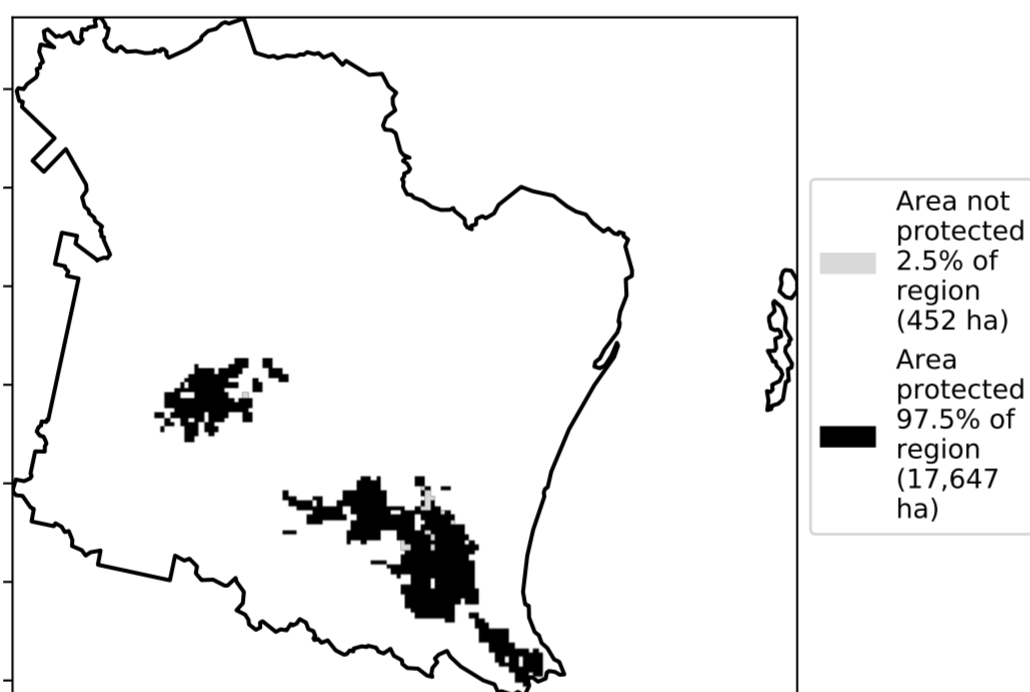 Area not
protected
2.5% of
region
(452 ha)
Area
protected
97.5% of
region
(17,647
ha)